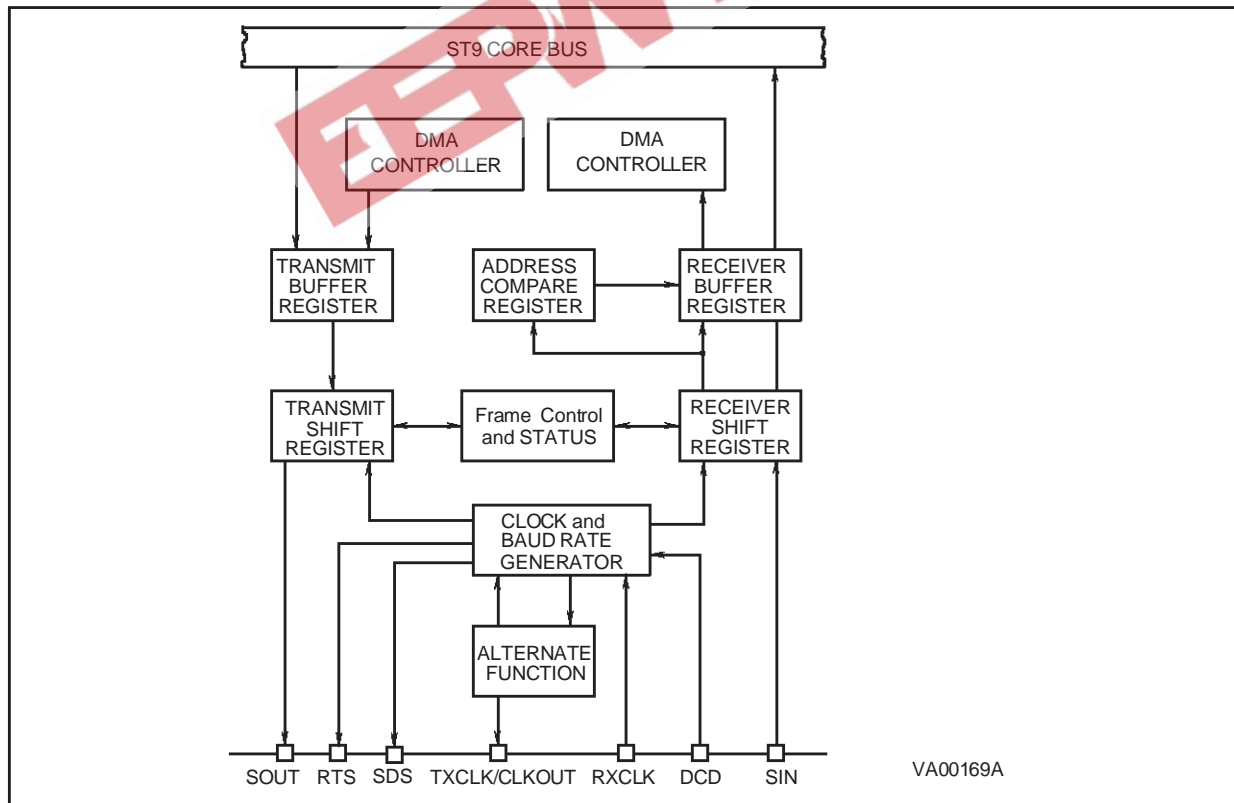 ST9 CORE BUS
DMA
CONTROLLER
DMA
CONTROLLER
TRANSMIT
BUFFER
REGISTER
ADDRESS
COMPARE
REGISTER
RECEIVER
BUFFER
REGISTER
TRANSMIT
SHIFT
REGISTER
Frame Control
and STATUS
RECEIVER
SHIFT
REGISTER
CLOCK and
BAUD RATE
GENERATOR
ALTERNATE
FUNCTION
SOUT RTS SDS TXCLK/CLKOUT RXCLK DCD SIN
VA00169A